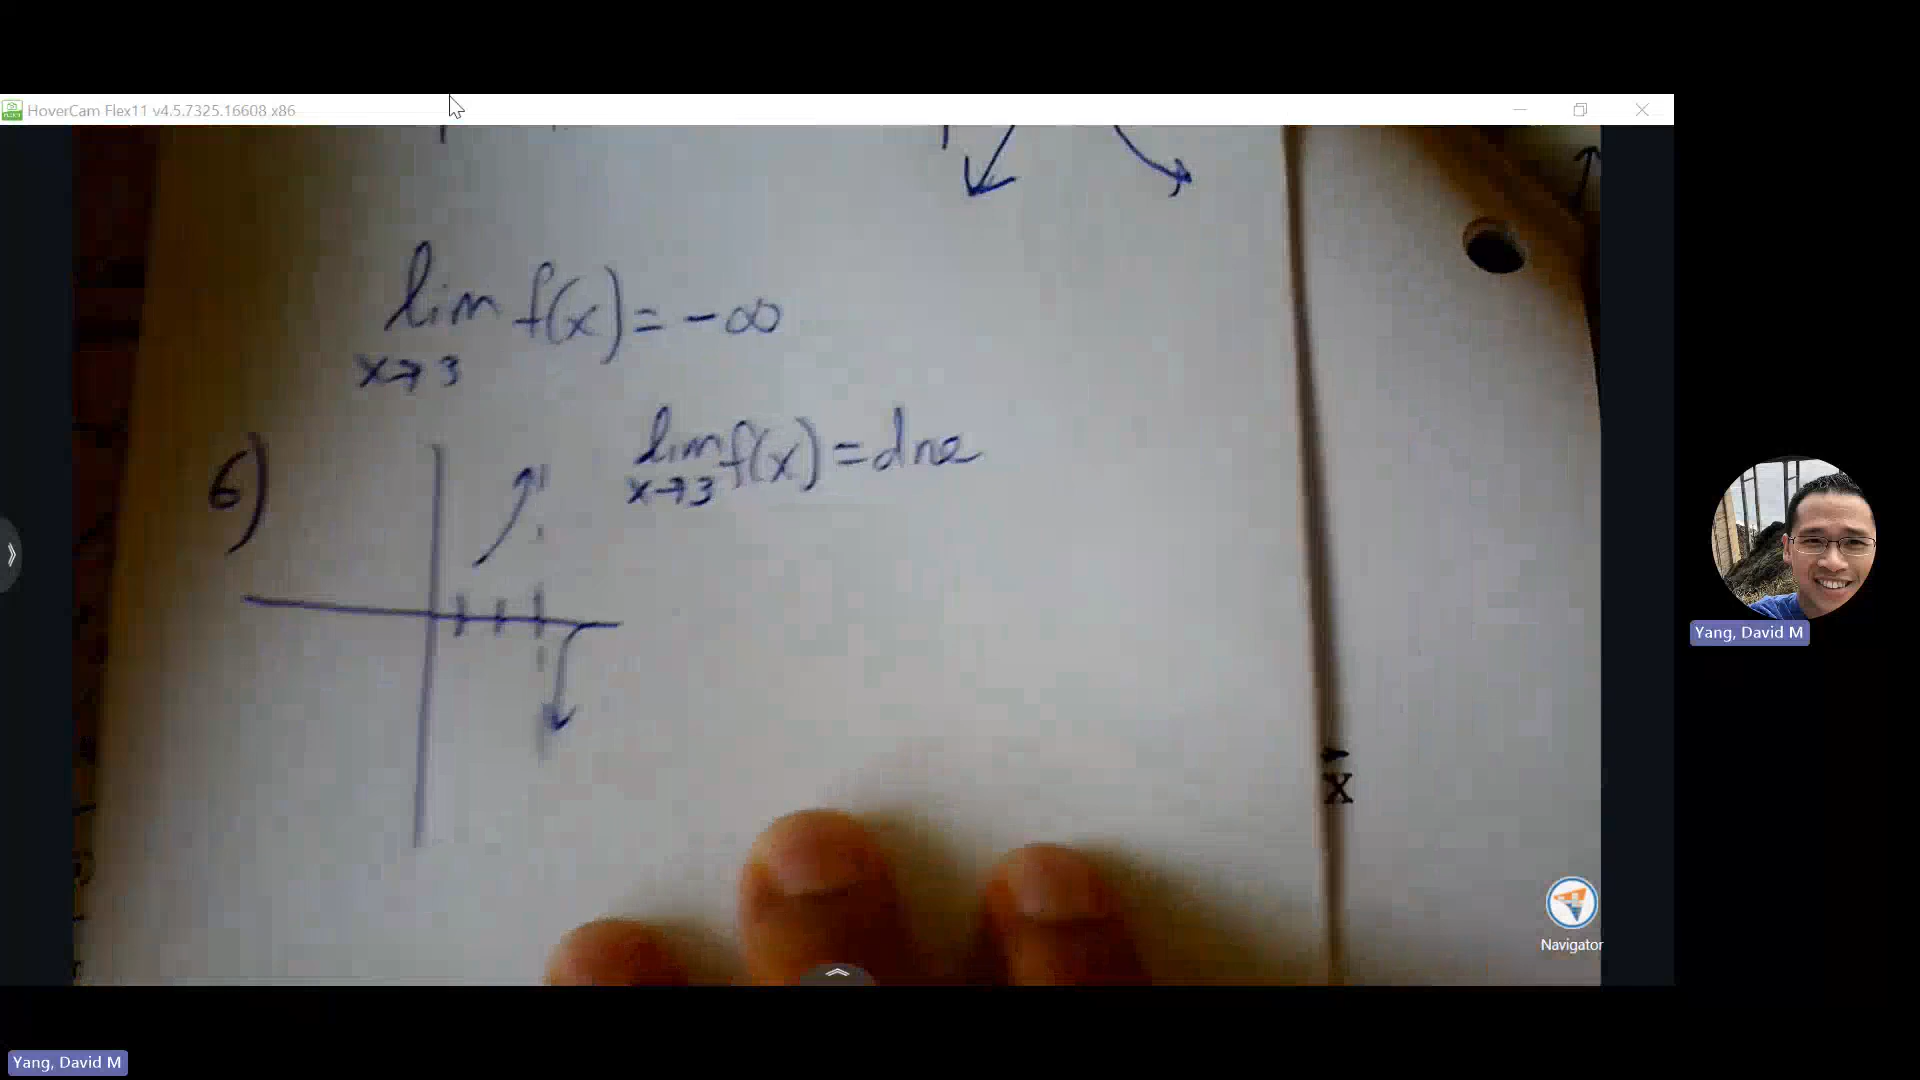 HoverCam Flex11 v4.5.7325.16608 x86
lim f(x) = -∞
x→3
6)
lim f(x) = dne
x→3
x
Navigator
Yang, David M
Yang, David M